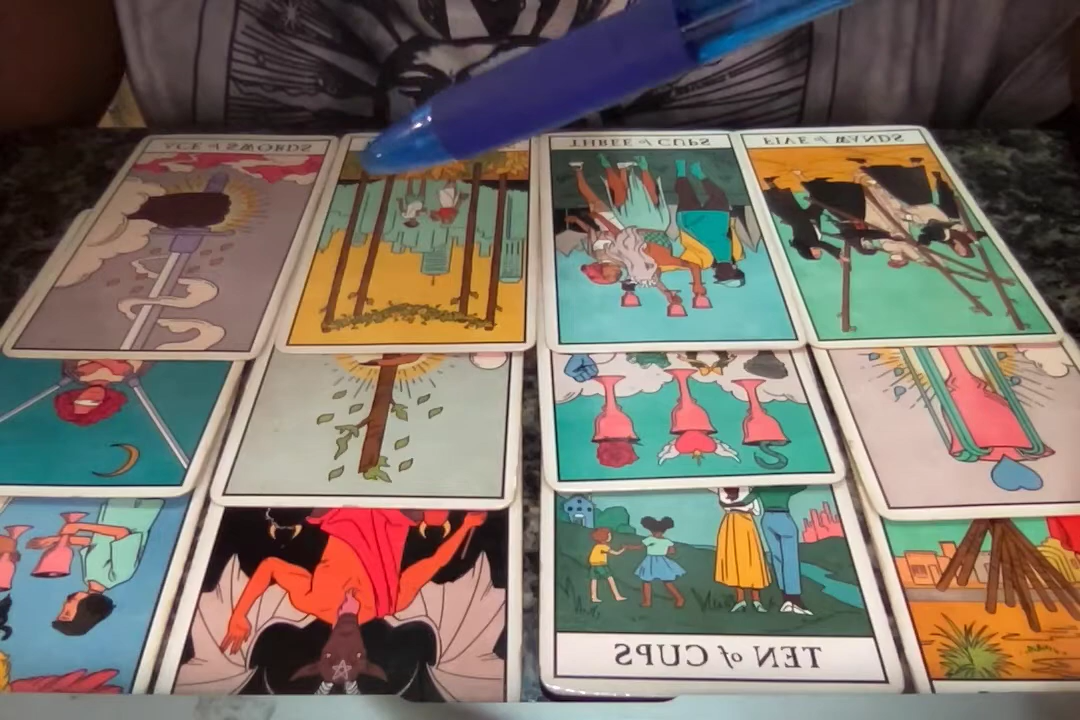 ACE of SWORDS
THREE of CUPS
FIVE of WANDS
TEN of CUPS